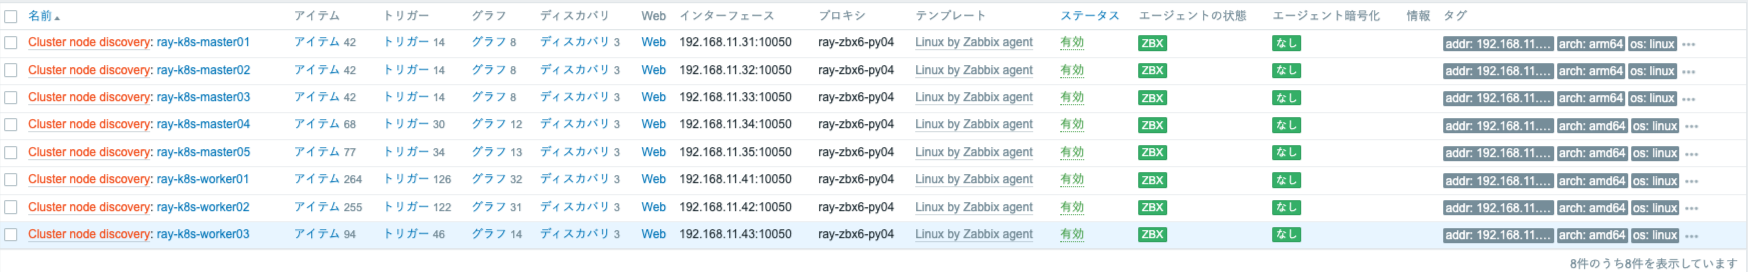 名前 アイテム トリガー グラフ ディスカバリ Web インターフェース プロキシ テンプレート ステータス エージェントの状態 エージェント暗号化 情報 タグ
Cluster node discovery: ray-k8s-master01 アイテム 42 トリガー 14 グラフ 8 ディスカバリ 3 Web 192.168.11.31:10050 ray-zbx6-py04 Linux by Zabbix agent 有効 ZBX なし addr: 192.168.11.... arch: arm64 os: linux
Cluster node discovery: ray-k8s-master02 アイテム 42 トリガー 14 グラフ 8 ディスカバリ 3 Web 192.168.11.32:10050 ray-zbx6-py04 Linux by Zabbix agent 有効 ZBX なし addr: 192.168.11.... arch: arm64 os: linux
Cluster node discovery: ray-k8s-master03 アイテム 42 トリガー 14 グラフ 8 ディスカバリ 3 Web 192.168.11.33:10050 ray-zbx6-py04 Linux by Zabbix agent 有効 ZBX なし addr: 192.168.11.... arch: arm64 os: linux
Cluster node discovery: ray-k8s-master04 アイテム 68 トリガー 30 グラフ 12 ディスカバリ 3 Web 192.168.11.34:10050 ray-zbx6-py04 Linux by Zabbix agent 有効 ZBX なし addr: 192.168.11.... arch: amd64 os: linux
Cluster node discovery: ray-k8s-master05 アイテム 77 トリガー 34 グラフ 13 ディスカバリ 3 Web 192.168.11.35:10050 ray-zbx6-py04 Linux by Zabbix agent 有効 ZBX なし addr: 192.168.11.... arch: amd64 os: linux
Cluster node discovery: ray-k8s-worker01 アイテム 264 トリガー 126 グラフ 32 ディスカバリ 3 Web 192.168.11.41:10050 ray-zbx6-py04 Linux by Zabbix agent 有効 ZBX なし addr: 192.168.11.... arch: amd64 os: linux
Cluster node discovery: ray-k8s-worker02 アイテム 255 トリガー 122 グラフ 31 ディスカバリ 3 Web 192.168.11.42:10050 ray-zbx6-py04 Linux by Zabbix agent 有効 ZBX なし addr: 192.168.11.... arch: amd64 os: linux
Cluster node discovery: ray-k8s-worker03 アイテム 94 トリガー 46 グラフ 14 ディスカバリ 3 Web 192.168.11.43:10050 ray-zbx6-py04 Linux by Zabbix agent 有効 ZBX なし addr: 192.168.11.... arch: amd64 os: linux
8件のうち8件を表示しています